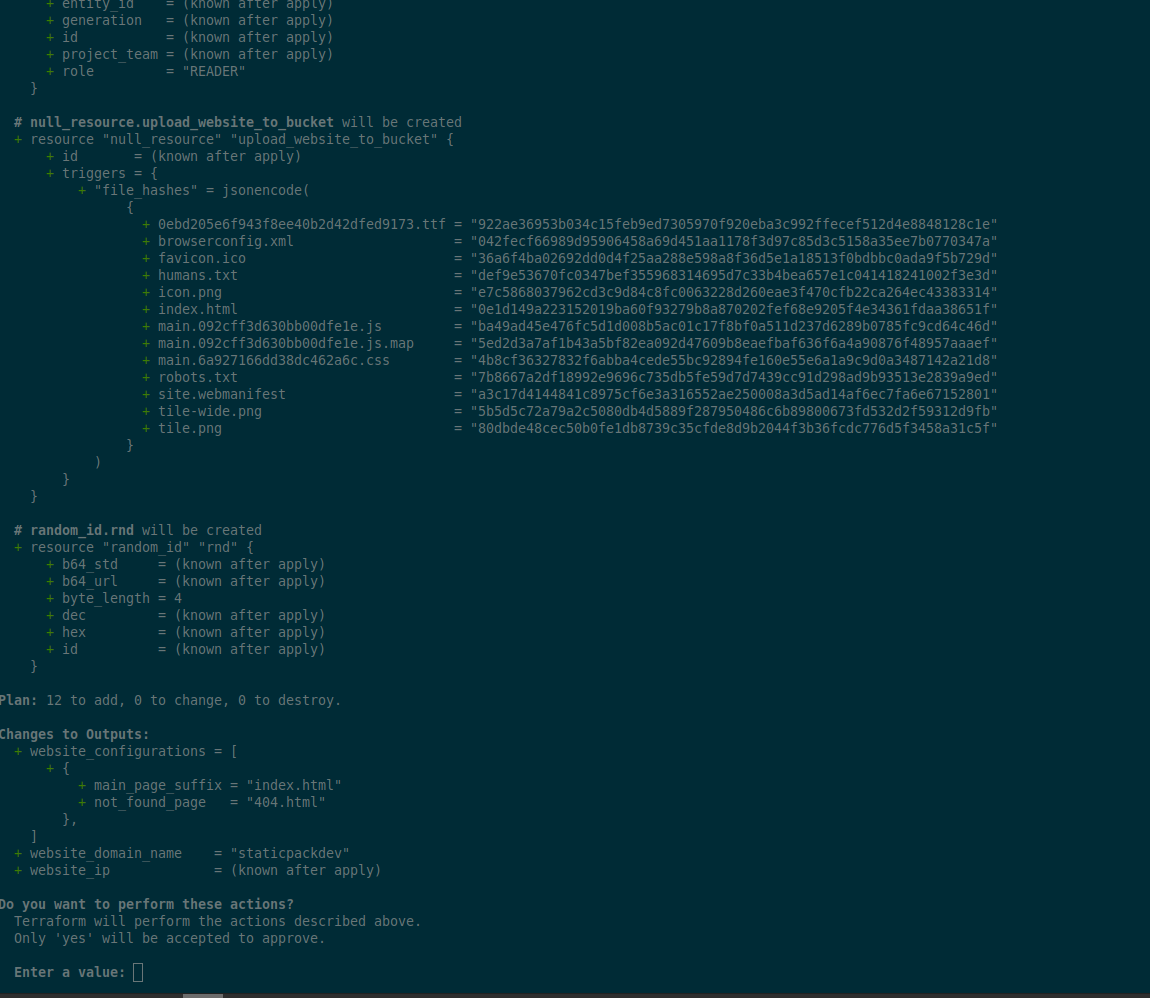 + entity_id    = (known after apply)
+ generation   = (known after apply)
+ id           = (known after apply)
+ project_team = (known after apply)
+ role         = "READER"
}
# null_resource.upload_website_to_bucket will be created
+ resource "null_resource" "upload_website_to_bucket" {
+ id       = (known after apply)
+ triggers = {
+ "file_hashes" = jsonencode(
{
+ 0ebd205e6f943f8ee40b2d42dfed9173.ttf = "922ae36953b034c15feb9ed7305970f920eba3c992ffecef512d4e8848128c1e"
+ browserconfig.xml                    = "042fecf66989d95906458a69d451aa1178f3d97c85d3c5158a35ee7b0770347a"
+ favicon.ico                          = "36a6f4ba02692dd0d4f25aa288e598a8f36d5e1a18513f0bdbbc0ada9f5b729d"
+ humans.txt                           = "def9e53670fc0347bef355968314695d7c33b4bea657e1c041418241002f3e3d"
+ icon.png                             = "e7c5868037962cd3c9d84c8fc0063228d260eae3f470cfb22ca264ec43383314"
+ index.html                           = "0e1d149a223152019ba60f93279b8a870202fef68e9205f4e34361fdaa38651f"
+ main.092cff3d630bb00dfe1e.js         = "ba49ad45e476fc5d1d008b5ac01c17f8bf0a511d237d6289b0785fc9cd64c46d"
+ main.092cff3d630bb00dfe1e.js.map     = "5ed2d3a7af1b43a5bf82ea092d47609b8eaefbaf636f6a4a90876f48957aaaef"
+ main.6a927166dd38dc462a6c.css        = "4b8cf36327832f6abba4cede55bc92894fe160e55e6a1a9c9d0a3487142a21d8"
+ robots.txt                           = "7b8667a2df18992e9696c735db5fe59d7d7439cc91d298ad9b93513e2839a9ed"
+ site.webmanifest                     = "a3c17d4144841c8975cf6e3a316552ae250008a3d5ad14af6ec7fa6e67152801"
+ tile-wide.png                        = "5b5d5c72a79a2c5080db4d5889f287950486c6b89800673fd532d2f59312d9fb"
+ tile.png                             = "80dbde48cec50b0fe1db8739c35cfde8d9b2044f3b36fcdc776d5f3458a31c5f"
}
)
}
}
# random_id.rnd will be created
+ resource "random_id" "rnd" {
+ b64_std     = (known after apply)
+ b64_url     = (known after apply)
+ byte_length = 4
+ dec         = (known after apply)
+ hex         = (known after apply)
+ id          = (known after apply)
}
Plan: 12 to add, 0 to change, 0 to destroy.
Changes to Outputs:
+ website_configurations = [
+ {
+ main_page_suffix = "index.html"
+ not_found_page   = "404.html"
},
]
+ website_domain_name    = "staticpackdev"
+ website_ip             = (known after apply)
Do you want to perform these actions?
Terraform will perform the actions described above.
Only 'yes' will be accepted to approve.
Enter a value: